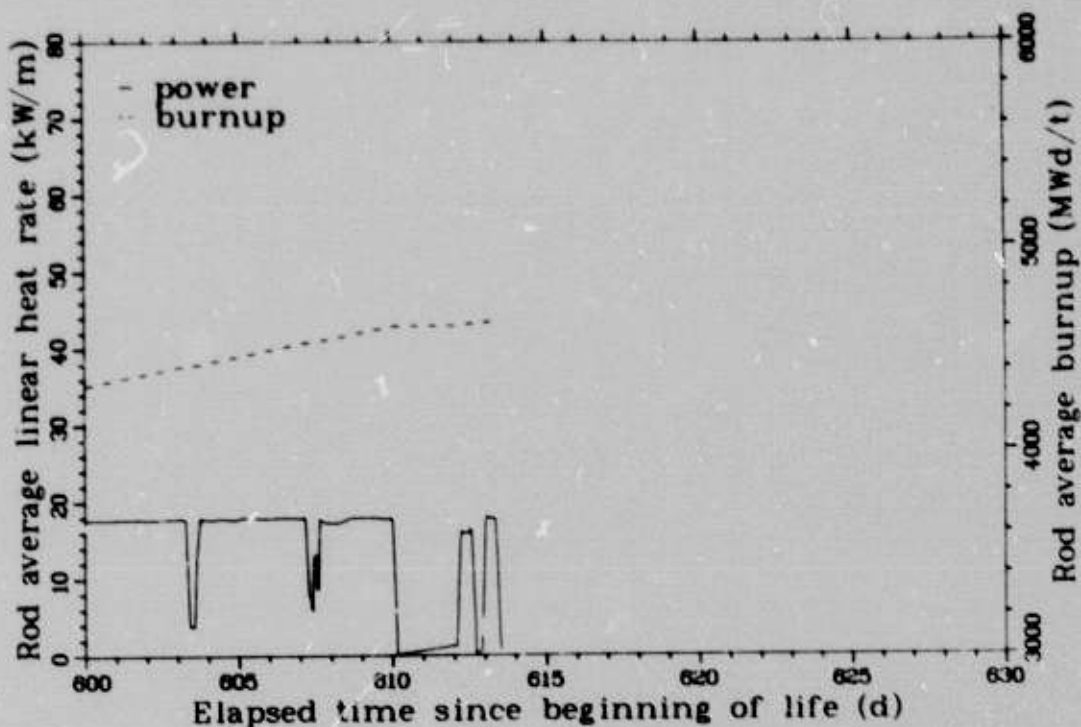 Rod average linear heat rate (kW/m)
80
70
60
50
40
30
20
10
0
- power
-- burnup
6000
5000
4000
3000
Rod average burnup (MWd/t)
600 605 610 615 620 625 630
Elapsed time since beginning of life (d)